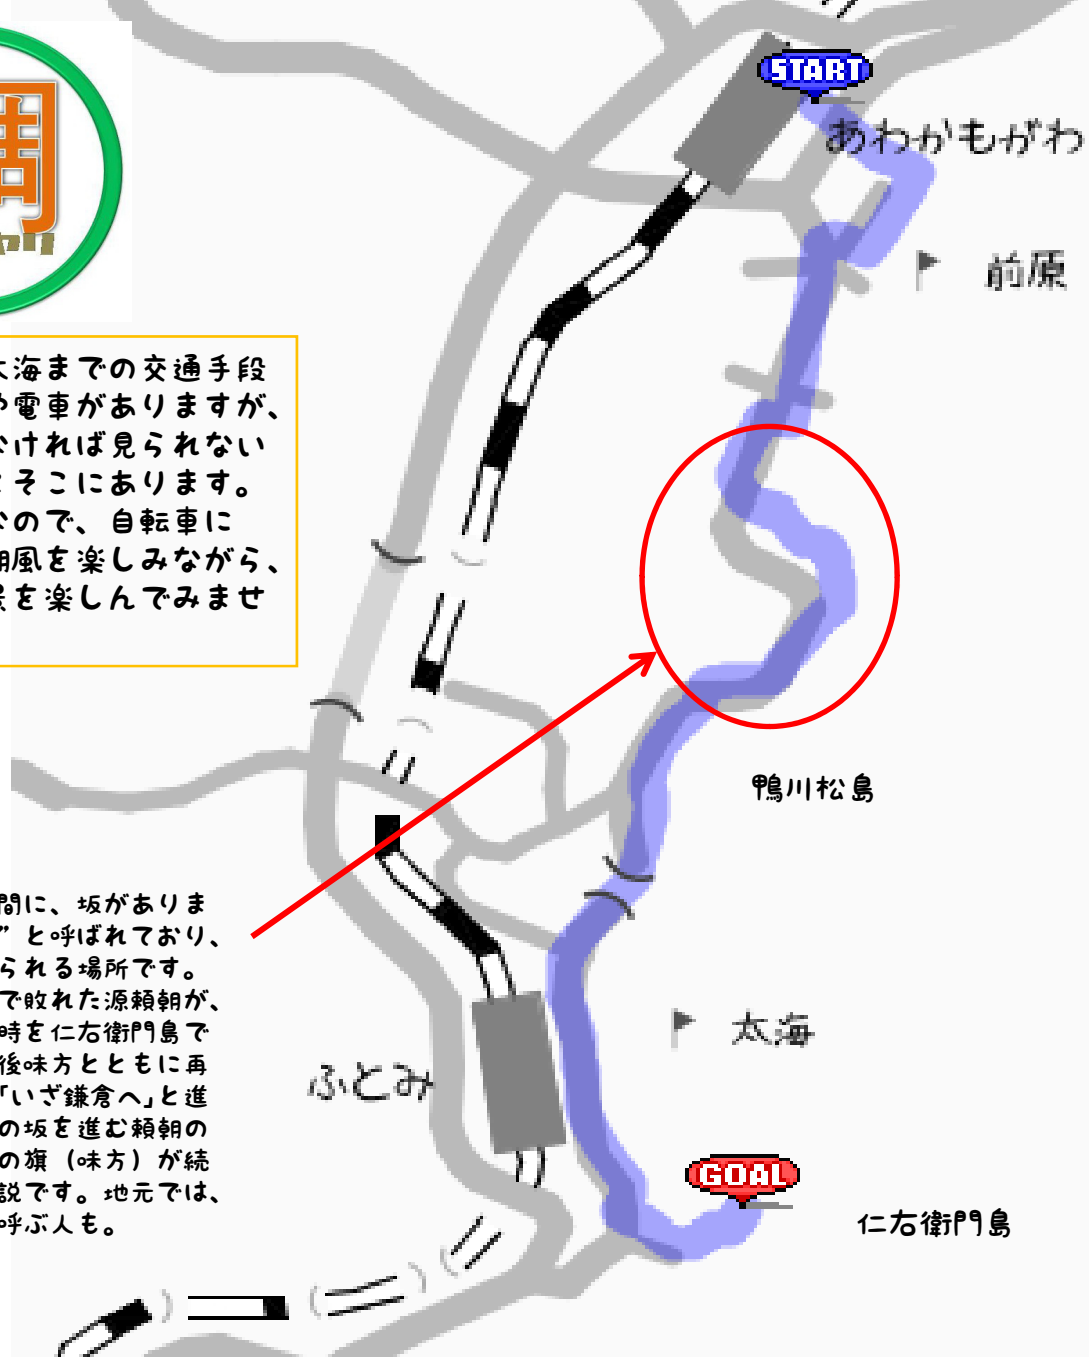 START
あわかもがわ
前原
調
太海までの交通手段
や電車がありますが、
なければ見られない
とそこにあります。
なので、自転車に
潮風を楽しみながら、
景を楽しんでみませ
鴨川松島
間に、坂がありま
” と呼ばれており、
られる場所です。
で敗れた源頼朝が、
時を仁右衛門島で
後味方とともに再
「いざ鎌倉へ」と進
の坂を進む頼朝の
の旗（味方）が続
説です。地元では、
呼ぶ人も。
太海
ふとみ
GOAL
仁右衛門島